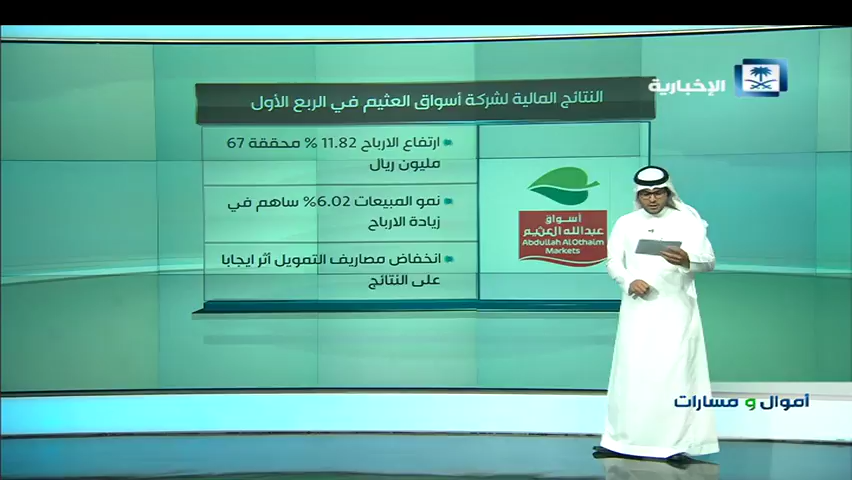 الإخبارية
النتائج المالية لشركة أسواق العثيم في الربع الأول
ارتفاع الارباح 11.82 % محققة 67
مليون ريال
نمو المبيعات 6.02% ساهم في
زيادة الارباح
انخفاض مصاريف التمويل أثر ايجابا
على النتائج
أسواق
عبدالله العثيم
Abdullah AlOthaim
Markets
أموال و مسارات